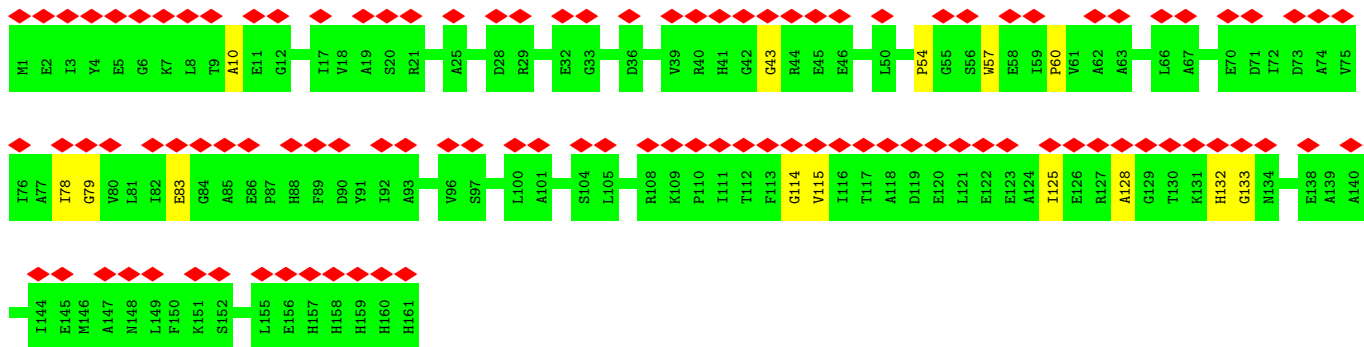 M1 E2 I3 Y4 E5 G6 K7 L8 T9 A10 E11 G12 I17 V18 A19 S20 R21 A25 D28 R29 E32 G33 D36 V39 R40 H41 G42 G43 R44 E45 E46 L50 P54 G55 S56 W57 E58 I59 P60 V61 A62 A63 L66 A67 E70 D71 I72 D73 A74 V75
I76 A77 I78 G79 V80 L81 I82 E83 G84 A85 E86 P87 H88 F89 D90 Y91 I92 A93 V96 S97 L100 A101 S104 L105 R108 K109 P110 I111 T112 F113 G114 V115 I116 T117 A118 D119 E120 L121 E122 E123 A124 I125 E126 R127 A128 G129 T130 K131 H132 G133 N134 E138 A139 A140
I144 E145 M146 A147 N148 L149 F150 K151 S152 L155 E156 H157 H158 H159 H160 H161